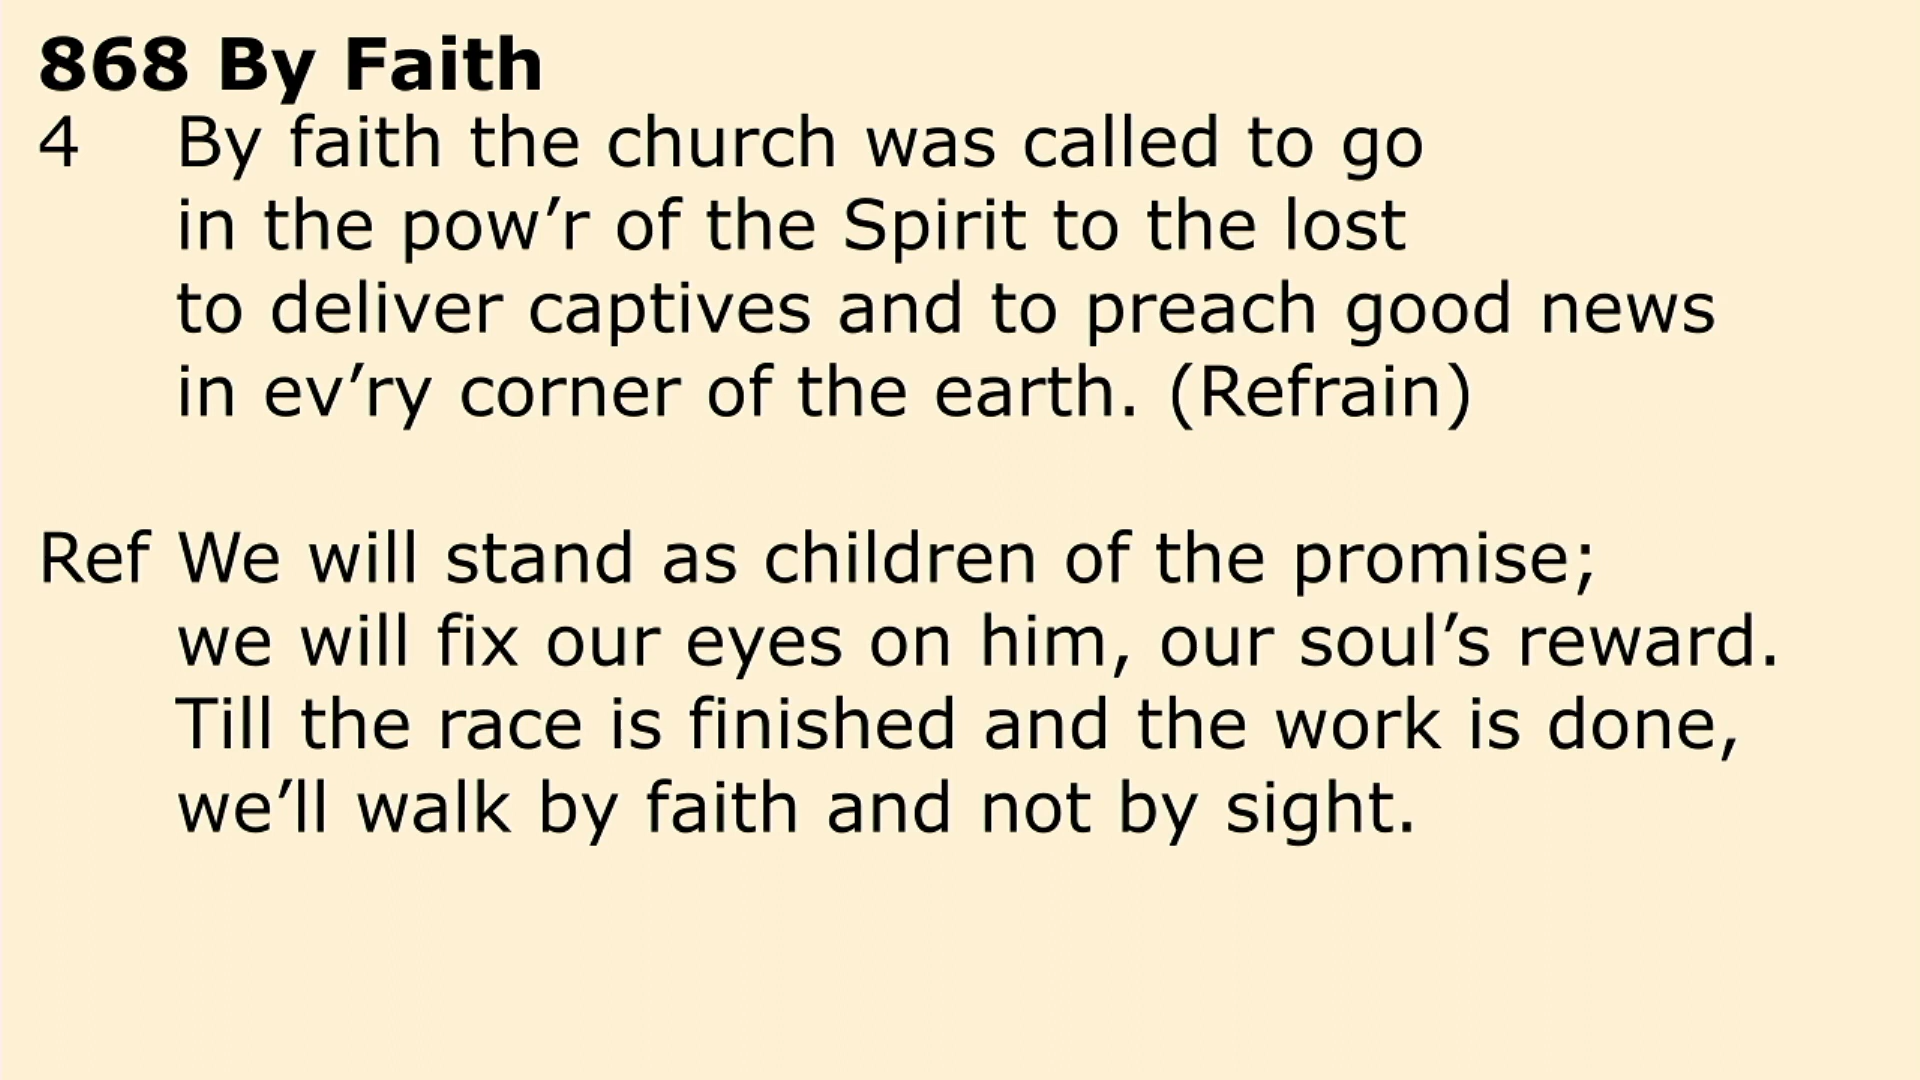 868 By Faith
4 By faith the church was called to go
in the pow’r of the Spirit to the lost
to deliver captives and to preach good news
in ev’ry corner of the earth. (Refrain)
Ref We will stand as children of the promise;
we will fix our eyes on him, our soul’s reward.
Till the race is finished and the work is done,
we’ll walk by faith and not by sight.